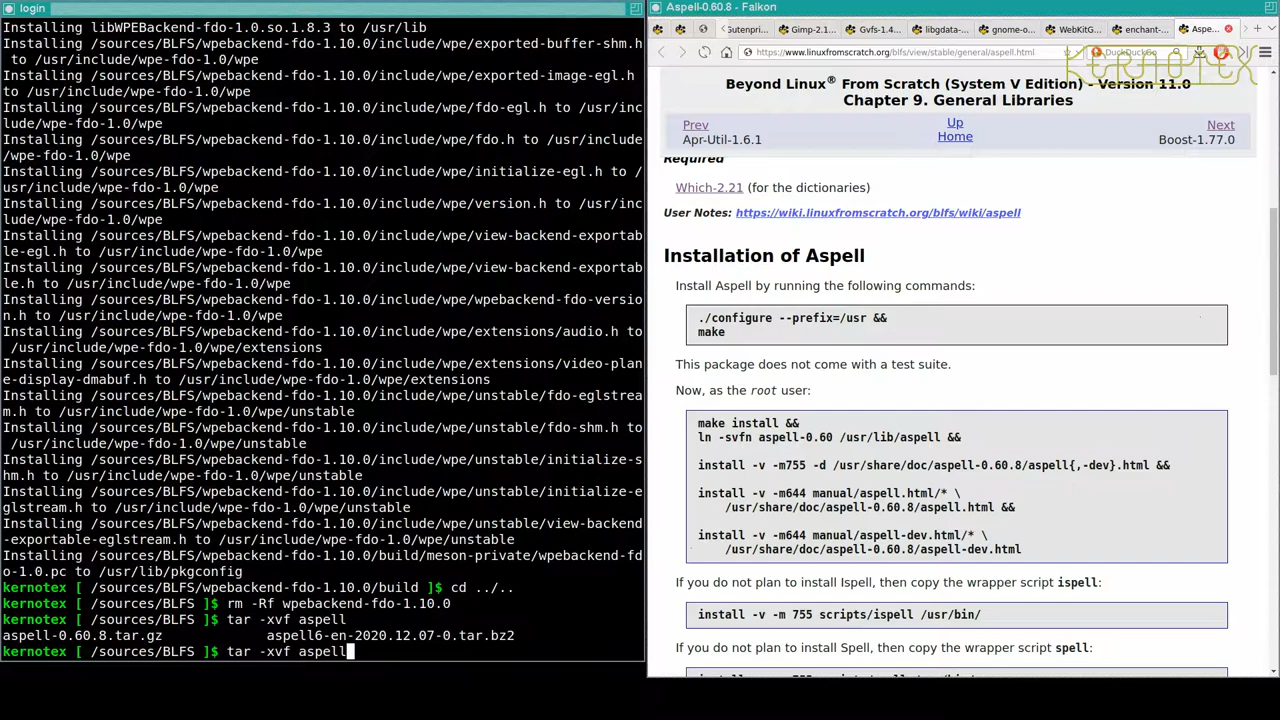 login
Installing libWPEBackend-fdo-1.0.so.1.8.3 to /usr/lib
Installing /sources/BLFS/wpebackend-fdo-1.10.0/include/wpe/exported-buffer-shm.h
 to /usr/include/wpe-fdo-1.0/wpe
Installing /sources/BLFS/wpebackend-fdo-1.10.0/include/wpe/exported-image-egl.h
to /usr/include/wpe-fdo-1.0/wpe
Installing /sources/BLFS/wpebackend-fdo-1.10.0/include/wpe/fdo-egl.h to /usr/inc
lude/wpe-fdo-1.0/wpe
Installing /sources/BLFS/wpebackend-fdo-1.10.0/include/wpe/fdo.h to /usr/include
/wpe-fdo-1.0/wpe
Installing /sources/BLFS/wpebackend-fdo-1.10.0/include/wpe/initialize-egl.h to /
usr/include/wpe-fdo-1.0/wpe
Installing /sources/BLFS/wpebackend-fdo-1.10.0/include/wpe/version.h to /usr/inc
lude/wpe-fdo-1.0/wpe
Installing /sources/BLFS/wpebackend-fdo-1.10.0/include/wpe/view-backend-exportab
le-egl.h to /usr/include/wpe-fdo-1.0/wpe
Installing /sources/BLFS/wpebackend-fdo-1.10.0/include/wpe/view-backend-exportab
le.h to /usr/include/wpe-fdo-1.0/wpe
Installing /sources/BLFS/wpebackend-fdo-1.10.0/include/wpe/wpebackend-fdo-versio
n.h to /usr/include/wpe-fdo-1.0/wpe
Installing /sources/BLFS/wpebackend-fdo-1.10.0/include/wpe/extensions/audio.h to
 /usr/include/wpe-fdo-1.0/wpe/extensions
Installing /sources/BLFS/wpebackend-fdo-1.10.0/include/wpe/extensions/video-plan
e-display-dmabuf.h to /usr/include/wpe-fdo-1.0/wpe/extensions
Installing /sources/BLFS/wpebackend-fdo-1.10.0/include/wpe/unstable/fdo-eglstrea
m.h to /usr/include/wpe-fdo-1.0/wpe/unstable
Installing /sources/BLFS/wpebackend-fdo-1.10.0/include/wpe/unstable/fdo-shm.h to
 /usr/include/wpe-fdo-1.0/wpe/unstable
Installing /sources/BLFS/wpebackend-fdo-1.10.0/include/wpe/unstable/initialize-s
hm.h to /usr/include/wpe-fdo-1.0/wpe/unstable
Installing /sources/BLFS/wpebackend-fdo-1.10.0/include/wpe/unstable/initialize-e
glstream.h to /usr/include/wpe-fdo-1.0/wpe/unstable
Installing /sources/BLFS/wpebackend-fdo-1.10.0/include/wpe/unstable/view-backend
-exportable-eglstream.h to /usr/include/wpe-fdo-1.0/wpe/unstable
Installing /sources/BLFS/wpebackend-fdo-1.10.0/build/meson-private/wpebackend-fd
o-1.0.pc to /usr/lib/pkgconfig
kernotex [ /sources/BLFS/wpebackend-fdo-1.10.0/build ]$ cd ../..
kernotex [ /sources/BLFS ]$ rm -Rf wpebackend-fdo-1.10.0
kernotex [ /sources/BLFS ]$ tar -xvf aspell
aspell-0.60.8.tar.gz aspell6-en-2020.12.07-0.tar.bz2
kernotex [ /sources/BLFS ]$ tar -xvf aspell
Aspell-0.60.8 - Falkon
Gutenpri Gimp-2.1 Gvfs-1.4 libgdata- gnome-o WebKitG enchant- Aspe
https://www.linuxfromscratch.org/blfs/view/stable/general/aspell.html DuckDuckGo
KERNOTEX
Beyond Linux® From Scratch (System V Edition) - Version 11.0
Chapter 9. General Libraries
Prev Up Next
Apr-Util-1.6.1 Home Boost-1.77.0
Required
Which-2.21 (for the dictionaries)
User Notes: https://wiki.linuxfromscratch.org/blfs/wiki/aspell
Installation of Aspell
Install Aspell by running the following commands:
./configure --prefix=/usr &&
make
This package does not come with a test suite.
Now, as the root user:
make install &&
ln -svfn aspell-0.60 /usr/lib/aspell &&
install -v -m755 -d /usr/share/doc/aspell-0.60.8/aspell{,-dev}.html &&
install -v -m644 manual/aspell.html/* \
/usr/share/doc/aspell-0.60.8/aspell.html &&
install -v -m644 manual/aspell-dev.html/* \
/usr/share/doc/aspell-0.60.8/aspell-dev.html
If you do not plan to install Ispell, then copy the wrapper script ispell:
install -v -m 755 scripts/ispell /usr/bin/
If you do not plan to install Spell, then copy the wrapper script spell: